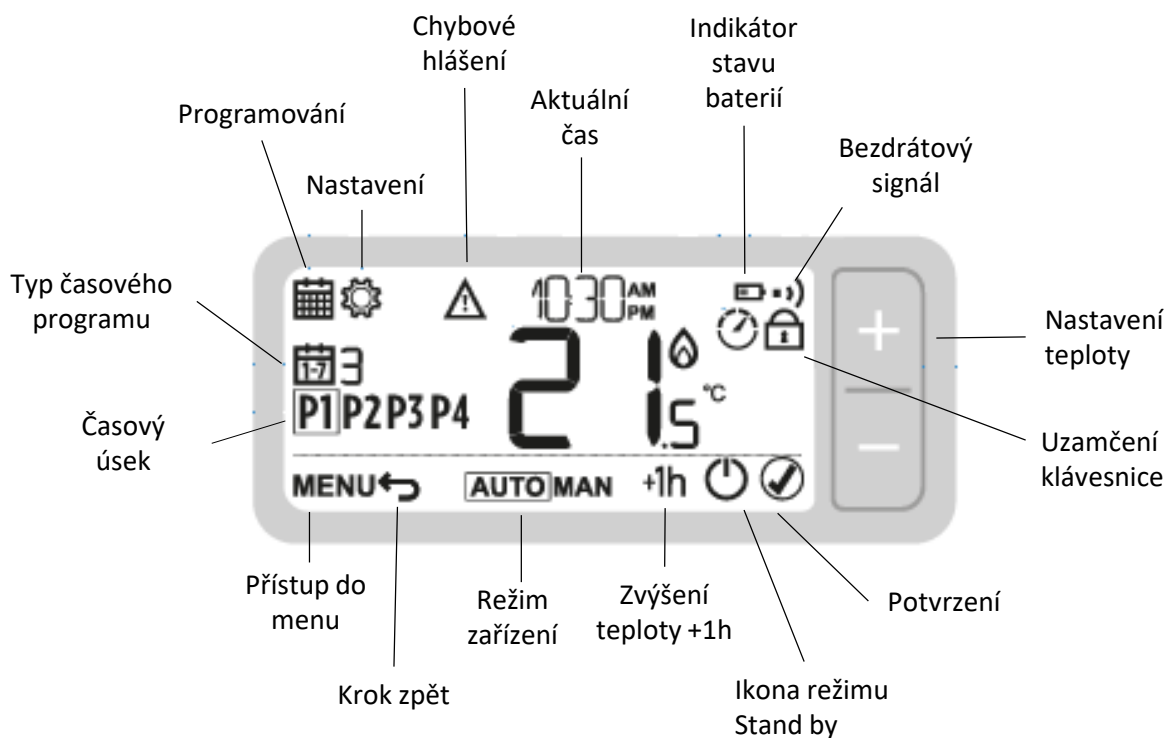 Chybové
hlášení
Indikátor
stavu
baterií
Programování
Aktuální
čas
Bezdrátový
signál
Nastavení
Typ časového
programu
10:30 AM
PM
Nastavení
teploty
1-7 3
21.5 °C
P1 P2 P3 P4
Časový
úsek
Uzamčení
klávesnice
MENU AUTO MAN +1h
Přístup do
menu
Režim
zařízení
Zvýšení
teploty +1h
Potvrzení
Krok zpět
Ikona režimu
Stand by